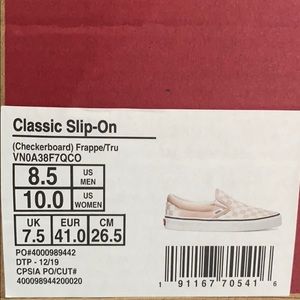 Classic Slip-On
(Checkerboard) Frappe/Tru
VN0A38F7QCO
8.5 US MEN
10.0 US WOMEN
UK EUR CM
7.5 41.0 26.5
PO#4000989442
DTP - 12/19
CPSIA PO/CUT#
400098944200020
1 91167 70541 6